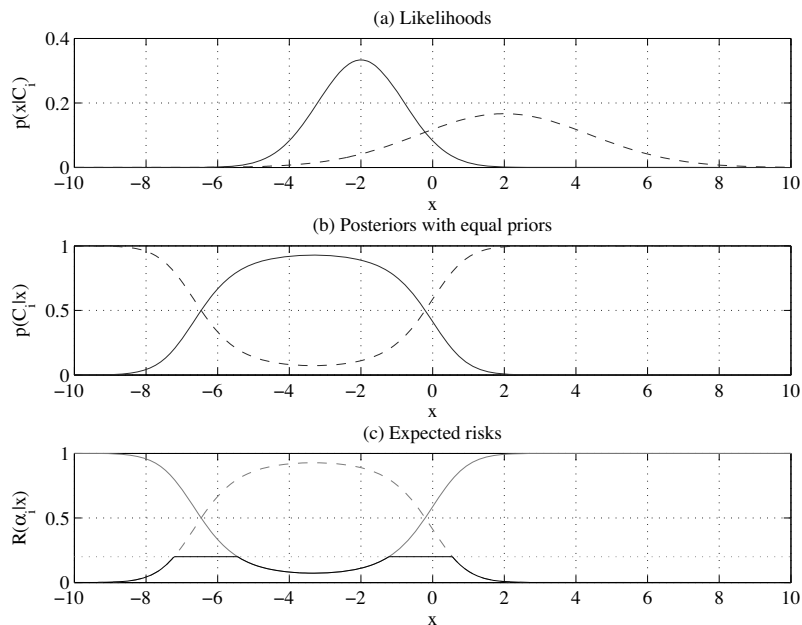 (a) Likelihoods
p(x|C_i)
0.4
0.2
0
−10 −8 −6 −4 −2 0 2 4 6 8 10
x
(b) Posteriors with equal priors
p(C_i|x)
1
0.5
0
−10 −8 −6 −4 −2 0 2 4 6 8 10
x
(c) Expected risks
R(α_i|x)
1
0.5
0
−10 −8 −6 −4 −2 0 2 4 6 8 10
x